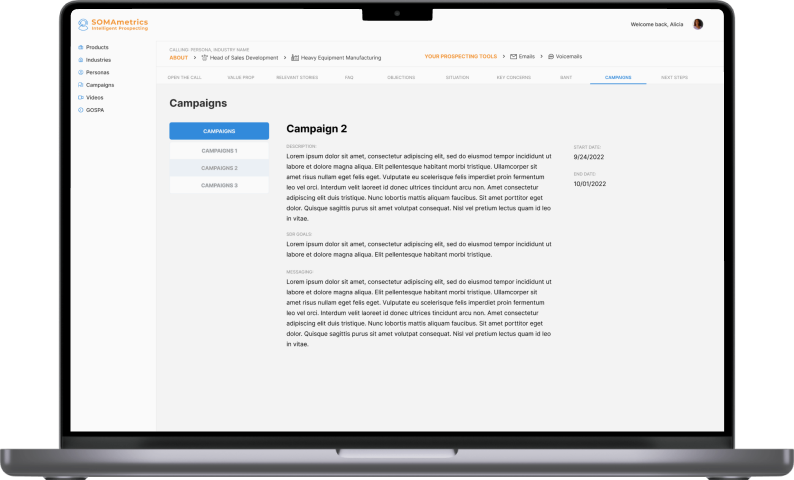 SOMAmetrics
Intelligent Prospecting
Welcome back, Alicia
Products
Industries
Personas
Campaigns
Videos
GOSPA
CALLING: PERSONA, INDUSTRY NAME
ABOUT > Head of Sales Development > Heavy Equipment Manufacturing
YOUR PROSPECTING TOOLS > Emails > Voicemails
OPEN THE CALL VALUE PROP RELEVANT STORIES FAQ OBJECTIONS SITUATION KEY CONCERNS BANT CAMPAIGNS NEXT STEPS
Campaigns
CAMPAIGNS
CAMPAIGNS 1
CAMPAIGNS 2
CAMPAIGNS 3
Campaign 2
DESCRIPTION:
Lorem ipsum dolor sit amet, consectetur adipiscing elit, sed do eiusmod tempor incididunt ut
labore et dolore magna aliqua. Elit pellentesque habitant morbi tristique. Ullamcorper sit
amet risus nullam eget felis eget. Vulputate eu scelerisque felis imperdiet proin fermentum
leo vel orci. Interdum velit laoreet id donec ultrices tincidunt arcu non. Amet consectetur
adipiscing elit duis tristique. Nunc lobortis mattis aliquam faucibus. Sit amet porttitor eget
dolor. Quisque sagittis purus sit amet volutpat consequat. Nisl vel pretium lectus quam id leo
in vitae.
SDR GOALS:
Lorem ipsum dolor sit amet, consectetur adipiscing elit, sed do eiusmod tempor incididunt ut
labore et dolore magna aliqua. Elit pellentesque habitant morbi tristique.
MESSAGING:
Lorem ipsum dolor sit amet, consectetur adipiscing elit, sed do eiusmod tempor incididunt ut
labore et dolore magna aliqua. Elit pellentesque habitant morbi tristique. Ullamcorper sit
amet risus nullam eget felis eget. Vulputate eu scelerisque felis imperdiet proin fermentum
leo vel orci. Interdum velit laoreet id donec ultrices tincidunt arcu non. Amet consectetur
adipiscing elit duis tristique. Nunc lobortis mattis aliquam faucibus. Sit amet porttitor eget
dolor. Quisque sagittis purus sit amet volutpat consequat. Nisl vel pretium lectus quam id leo
in vitae.
START DATE:
9/24/2022
END DATE:
10/01/2022